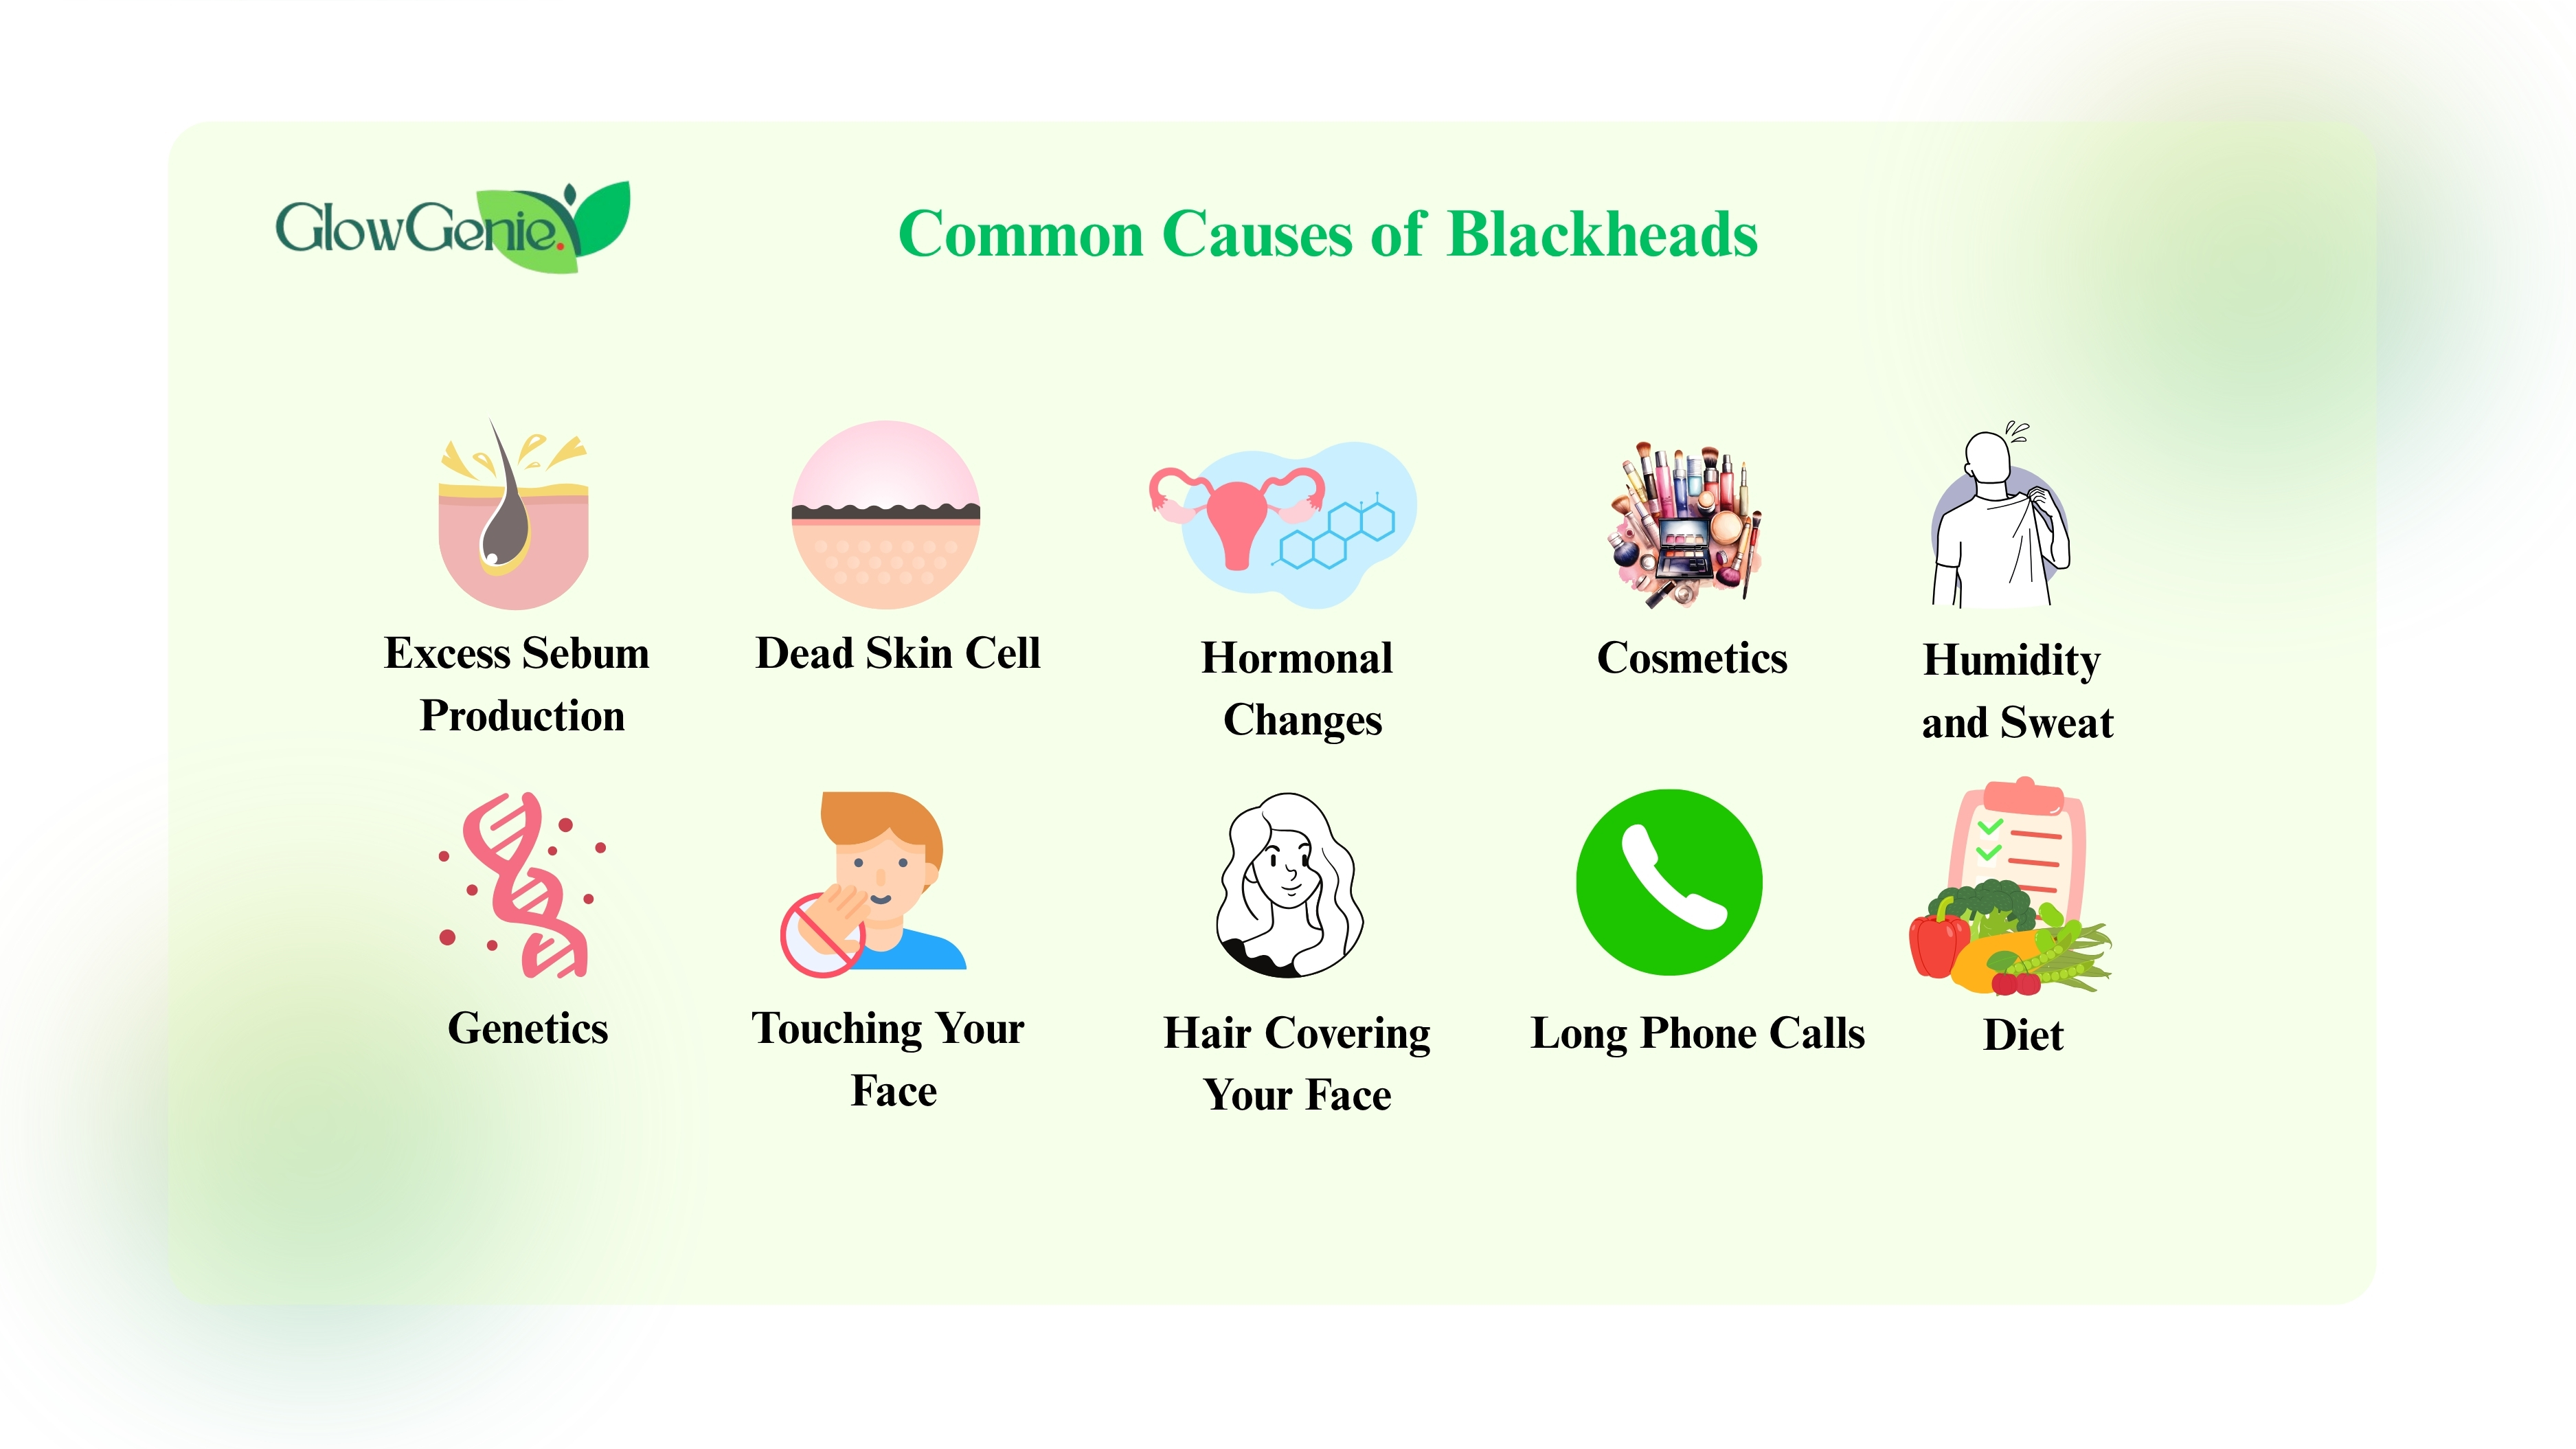 GlowGenie.
Common Causes of Blackheads
Excess Sebum
Production
Dead Skin Cell
Hormonal
Changes
Cosmetics
Humidity
and Sweat
Genetics
Touching Your
Face
Hair Covering
Your Face
Long Phone Calls
Diet